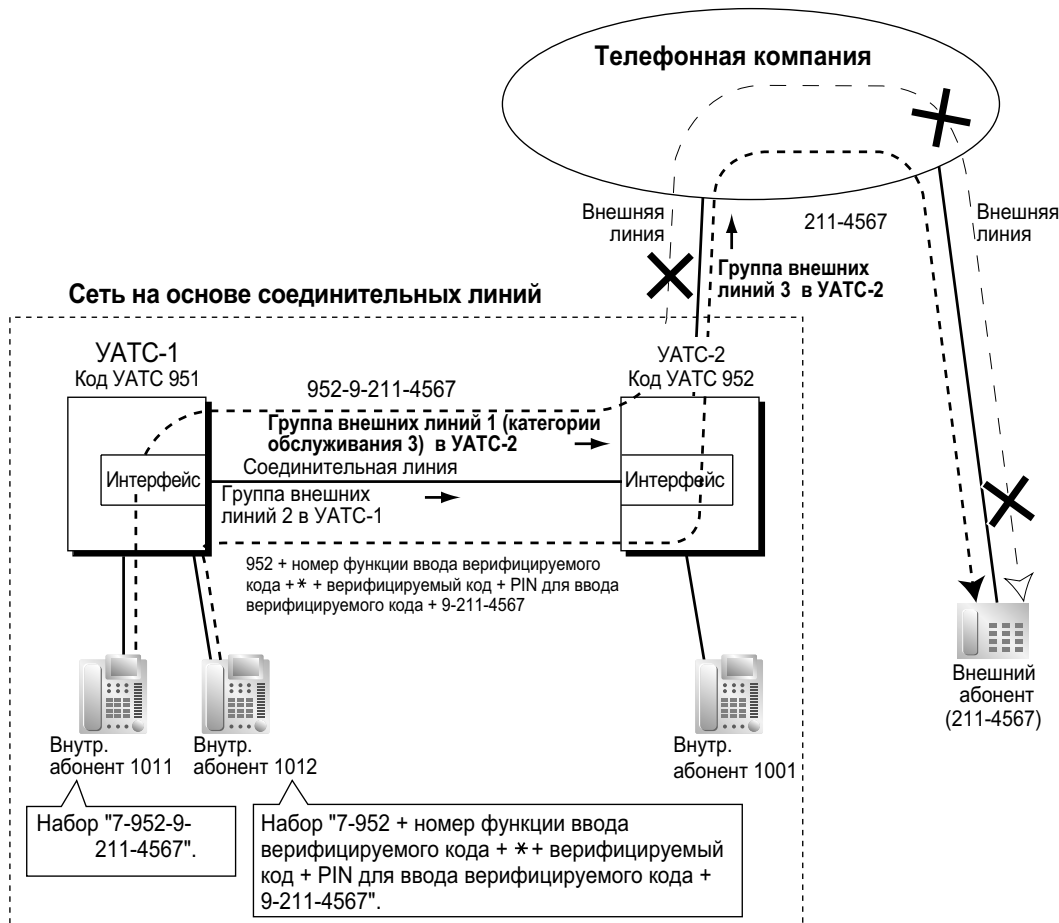 Телефонная компания
Внешняя
линия
211-4567
Внешняя
линия
Группа внешних
линий 3 в УАТС-2
Сеть на основе соединительных линий
УАТС-1
Код УАТС 951
УАТС-2
Код УАТС 952
952-9-211-4567
Группа внешних линий 1 (категории
обслуживания 3) в УАТС-2
Соединительная линия
Интерфейс
Интерфейс
Группа внешних
линий 2 в УАТС-1
952 + номер функции ввода верифицируемого
кода +* + верифицируемый код + PIN для ввода
верифицируемого кода + 9-211-4567
Внешний
абонент
(211-4567)
Внутр.
абонент 1011
Внутр.
абонент 1012
Внутр.
абонент 1001
Набор "7-952-9-
211-4567".
Набор "7-952 + номер функции ввода
верифицируемого кода + *+ верифицируемый
код + PIN для ввода верифицируемого кода +
9-211-4567".